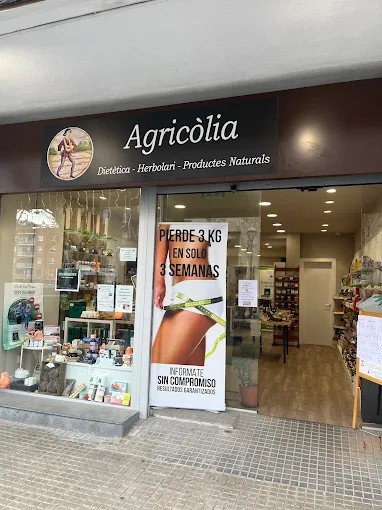 Agricòlia
Dietètica - Herbolari - Productes Naturals
PIERDE 3 KG
EN SOLO
3 SEMANAS
INFORMATE
SIN COMPROMISO
RESULTADOS GARANTIZADOS